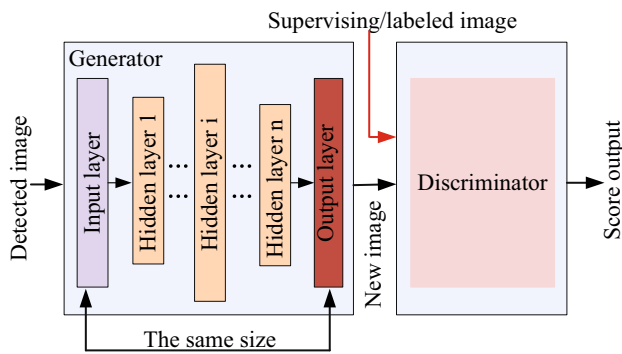 Supervising/labeled image
Generator
Detected image
Input layer
Hidden layer 1
...
...
Hidden layer i
...
...
Hidden layer n
Output layer
New image
Discriminator
Score output
The same size